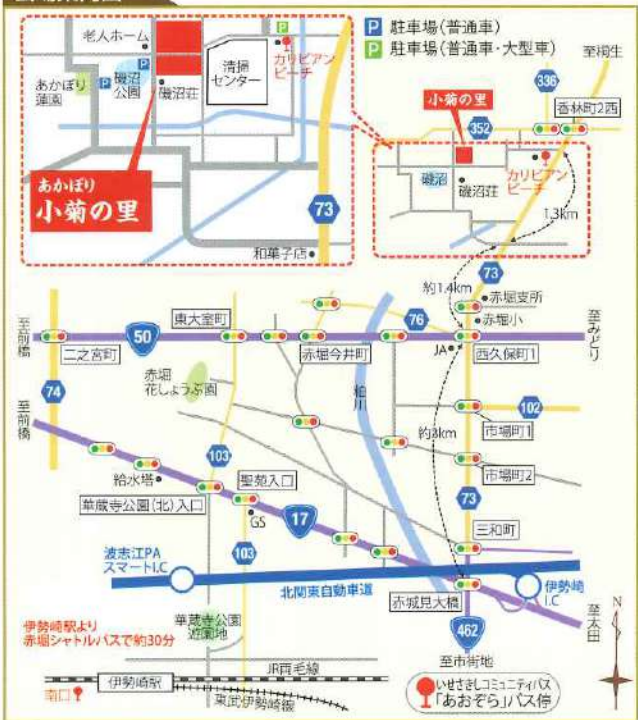 P 駐車場(普通車)
P 駐車場(普通車・大型車)
老人ホーム
P
P
カリビアン
ビーチ
清掃
センター
あかぼり
蓮園
P
磯沼
公園
磯沼荘
あかぼり
小菊の里
73
和菓子店
至桐生
336
香林町2西
小菊の里
352
カリビアン
ビーチ
磯沼
磯沼荘
1.3km
73
約1.4km
赤堀支所
赤堀小
至前橋
50
東大室町
76
至みどり
二之宮町
赤堀今井町
JA
西久保町1
赤堀
花しょうぶ園
粕川
74
102
至前橋
約3km
市場町1
103
給水塔
聖苑入口
市場町2
華蔵寺公園(北)入口
GS
17
73
三和町
103
波志江PA
スマートI.C
北関東自動車道
伊勢崎
I.C
赤城見大橋
華蔵寺公園
遊園地
至太田
伊勢崎駅より
赤堀シャトルバスで約30分
462
至市街地
N
JR両毛線
伊勢崎駅
南口
東武伊勢崎線
いせさきしコミュニティバス
「あおぞら」バス停